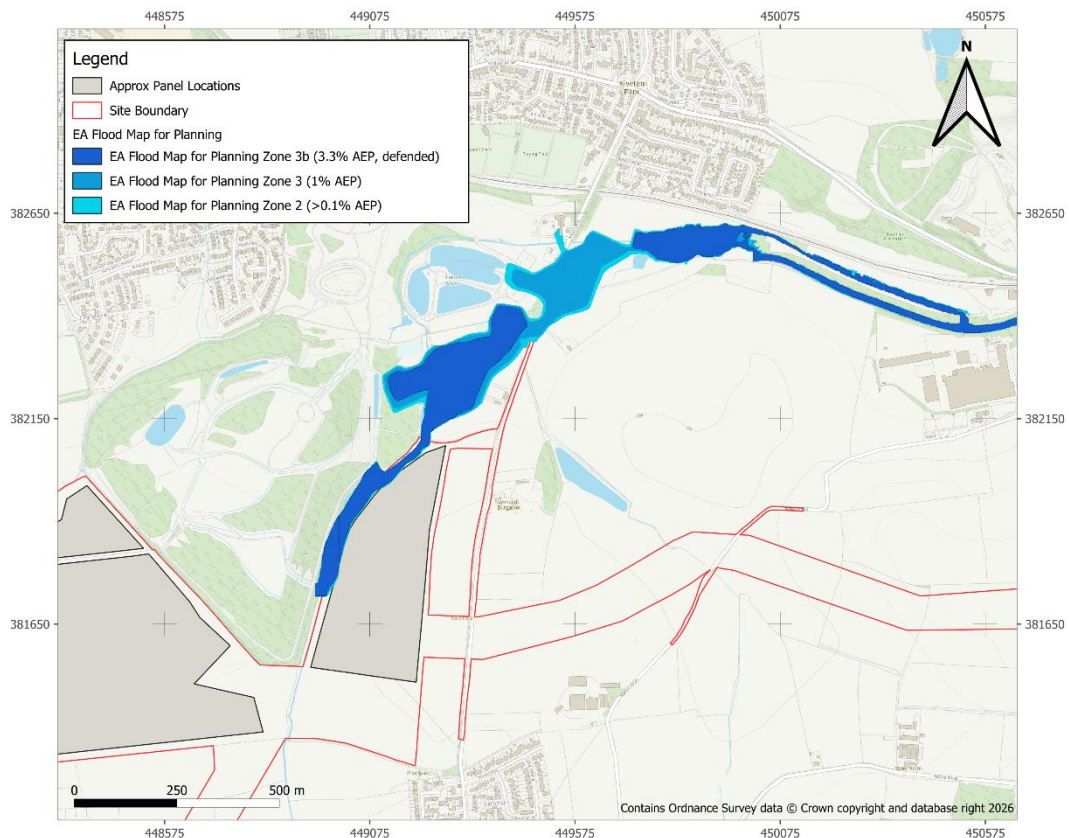 448575 449075 449575 450075 450575
N
Legend
Approx Panel Locations
Site Boundary
EA Flood Map for Planning
EA Flood Map for Planning Zone 3b (3.3% AEP, defended)
EA Flood Map for Planning Zone 3 (1% AEP)
EA Flood Map for Planning Zone 2 (>0.1% AEP)
Kiveton
Park
382650 382650
382150 382150
Bungalow
381650 381650
0 250 500 m
Contains Ordnance Survey data © Crown copyright and database right 2026
448575 449075 449575 450075 450575